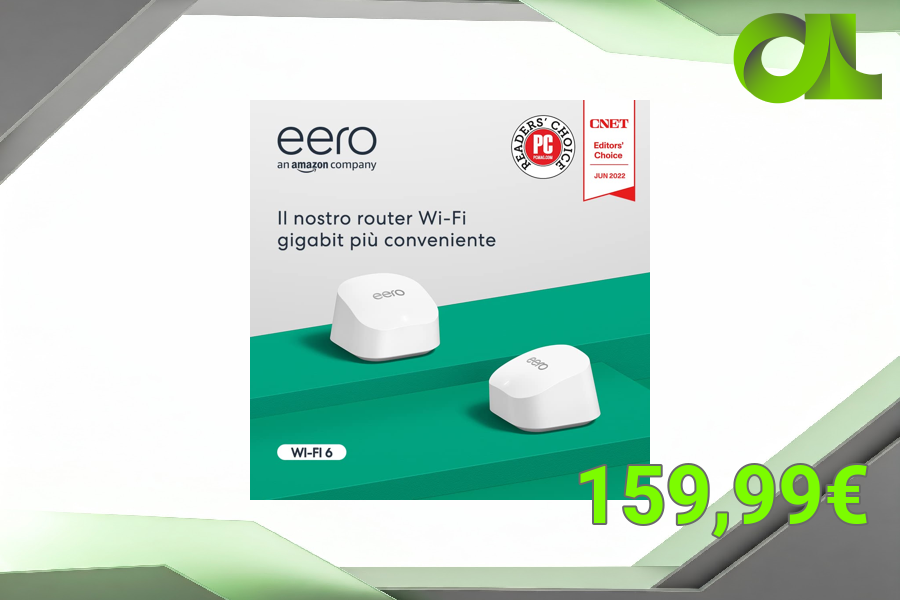 eero
an amazon company
READERS' CHOICE
PC
PCMAG.COM
CNET
Editors'
Choice
JUN 2022
Il nostro router Wi-Fi
gigabit più conveniente
eero
eero
WI-FI 6
159,99€